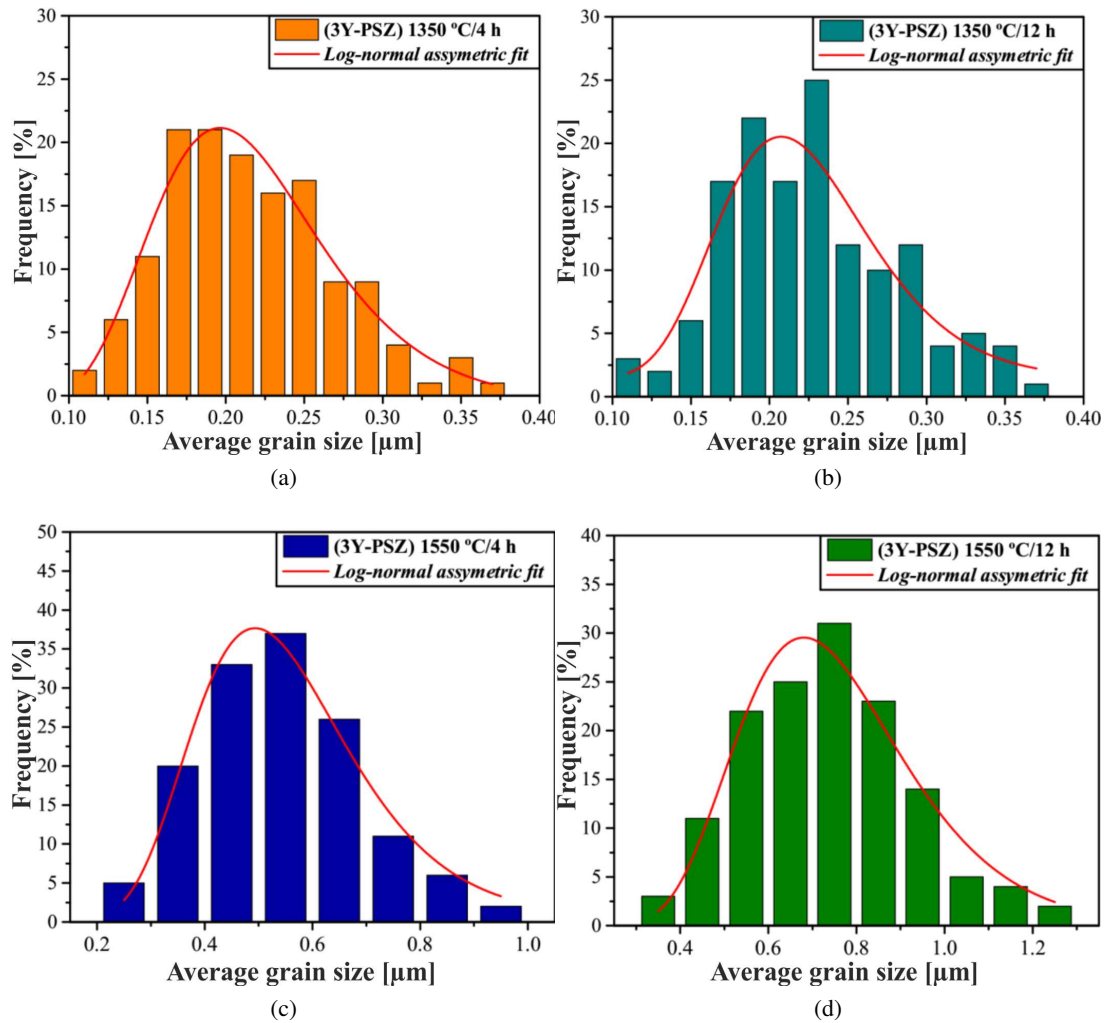 (3Y-PSZ) 1350 ºC/4 h
Log-normal assymetric fit
Frequency [%]
30
25
20
15
10
5
0
0.10 0.15 0.20 0.25 0.30 0.35 0.40
Average grain size [µm]
(a)
(3Y-PSZ) 1350 ºC/12 h
Log-normal assymetric fit
Frequency [%]
30
25
20
15
10
5
0
0.10 0.15 0.20 0.25 0.30 0.35 0.40
Average grain size [µm]
(b)
(3Y-PSZ) 1550 ºC/4 h
Log-normal assymetric fit
Frequency [%]
50
45
40
35
30
25
20
15
10
5
0
0.2 0.4 0.6 0.8 1.0
Average grain size [µm]
(c)
(3Y-PSZ) 1550 ºC/12 h
Log-normal assymetric fit
Frequency [%]
40
35
30
25
20
15
10
5
0
0.4 0.6 0.8 1.0 1.2
Average grain size [µm]
(d)